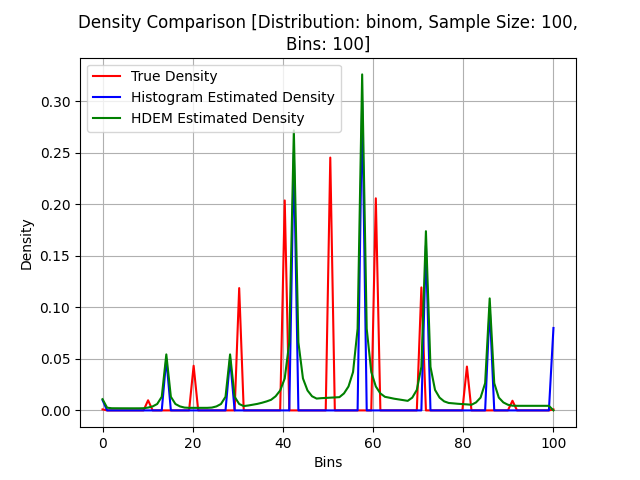 Density Comparison [Distribution: binom, Sample Size: 100,
Bins: 100]
True Density
Histogram Estimated Density
HDEM Estimated Density
0.30
0.25
0.20
0.15
0.10
0.05
0.00
Density
0 20 40 60 80 100
Bins